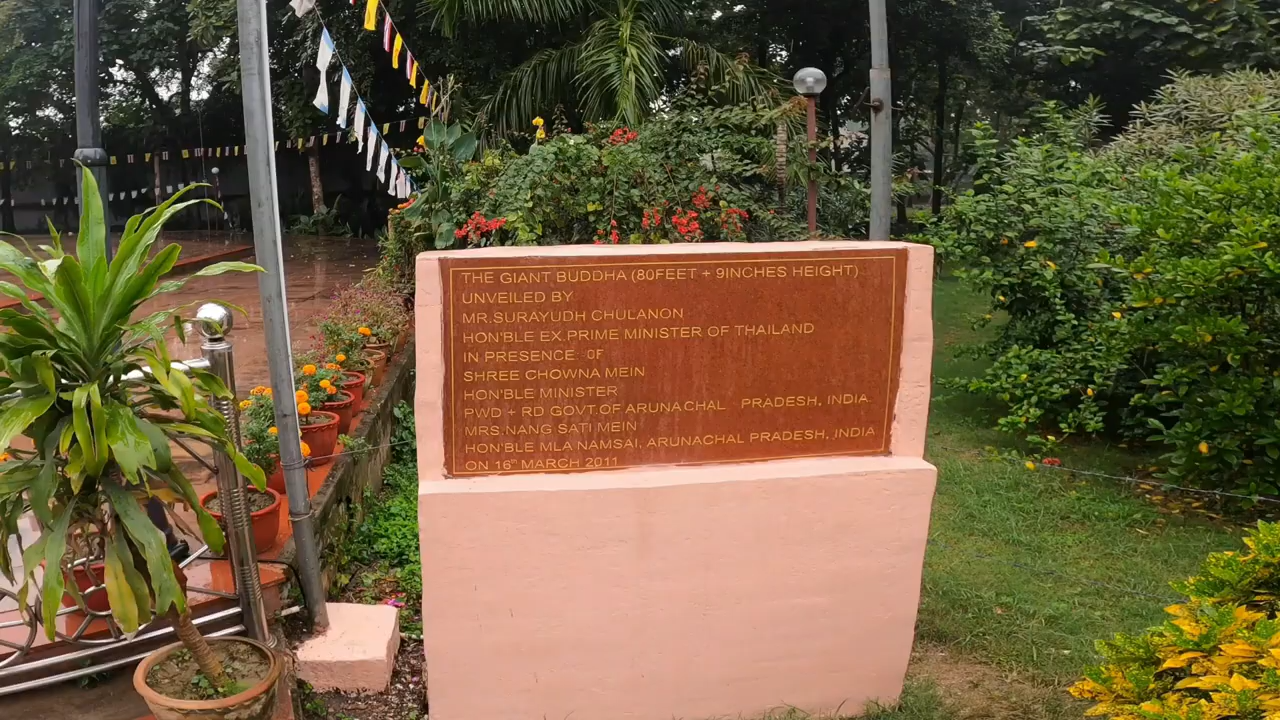 THE GIANT BUDDHA (80FEET + 9INCHES HEIGHT)
UNVEILED BY
MR.SURAYUDH CHULANON
HON'BLE EX.PRIME MINISTER OF THAILAND
IN PRESENCE OF
SHREE CHOWNA MEIN
HON'BLE MINISTER
PWD + RD GOVT.OF ARUNACHAL PRADESH, INDIA
MRS.NANG SATI MEIN
HON'BLE MLA NAMSAI, ARUNACHAL PRADESH, INDIA
ON 16th MARCH 2011